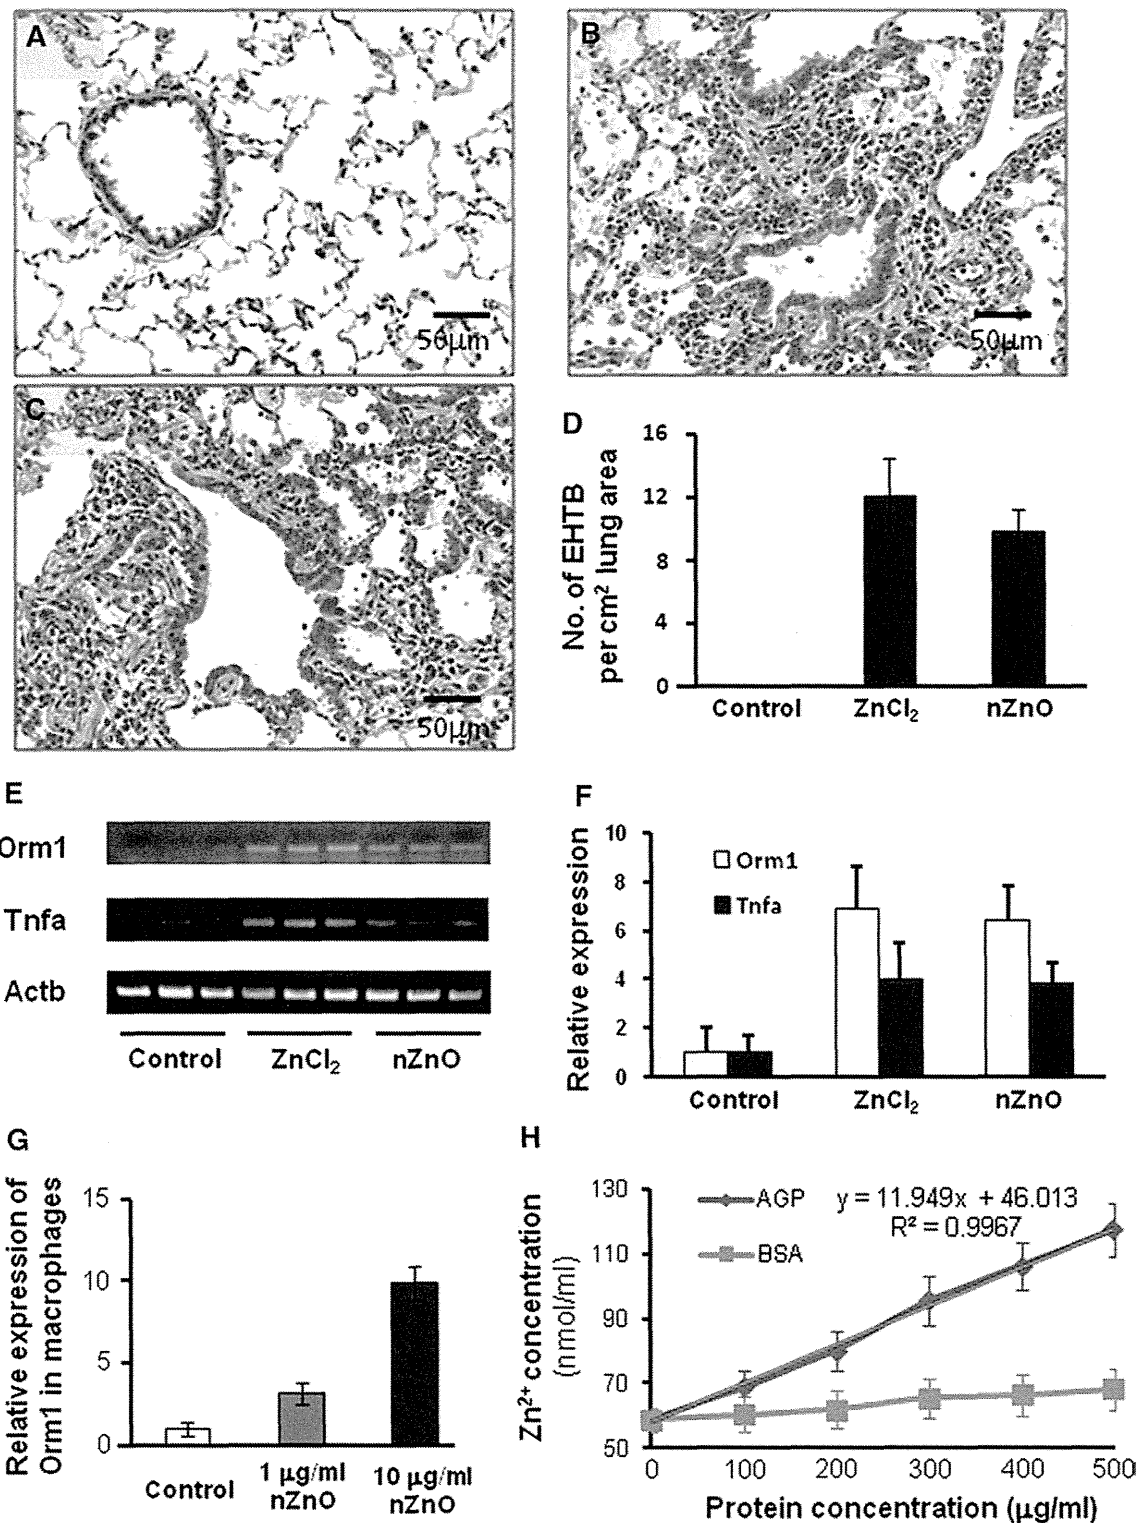 A
50µm
B
50µm
C
50µm
D
No. of EHTB
per cm² lung area
16
12
8
4
0
Control
ZnCl₂
nZnO
E
Orm1
Tnfa
Actb
Control
ZnCl₂
nZnO
F
Relative expression
10
8
6
4
2
0
Orm1
Tnfa
Control
ZnCl₂
nZnO
G
Relative expression of
Orm1 in macrophages
15
10
5
0
Control
1 µg/ml
nZnO
10 µg/ml
nZnO
H
Zn²⁺ concentration
(nmol/ml)
130
110
90
70
50
AGP
BSA
y = 11.949x + 46.013
R² = 0.9967
0
100
200
300
400
500
Protein concentration (µg/ml)